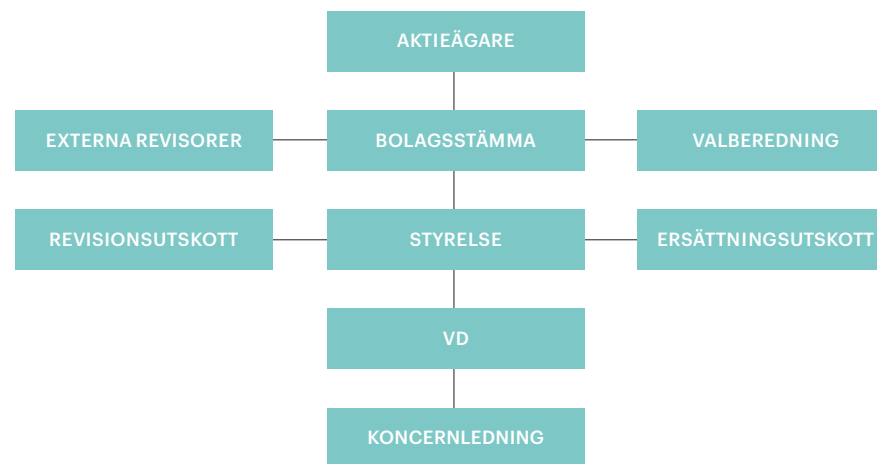 AKTIEÄGARE
EXTERNA REVISORER
BOLAGSSTÄMMA
VALBEREDNING
REVISIONSUTSKOTT
STYRELSE
ERSÄTTNINGSUTSKOTT
VD
KONCERNLEDNING